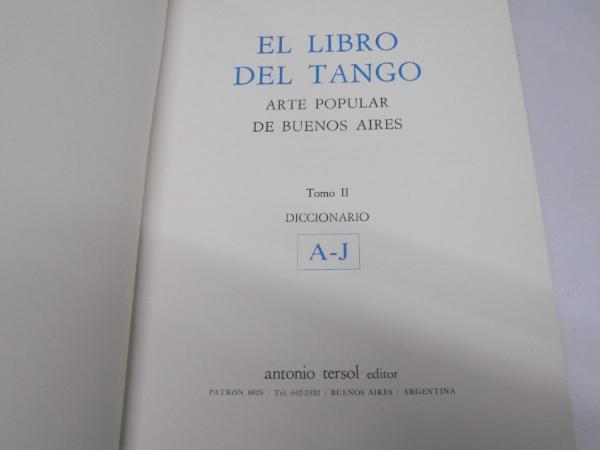 EL LIBRO
DEL TANGO
ARTE POPULAR
DE BUENOS AIRES
Tomo II
DICCIONARIO
A-J
antonio tersol editor
PATRON 6026 / Tel. 642-2432 / BUENOS AIRES / ARGENTINA